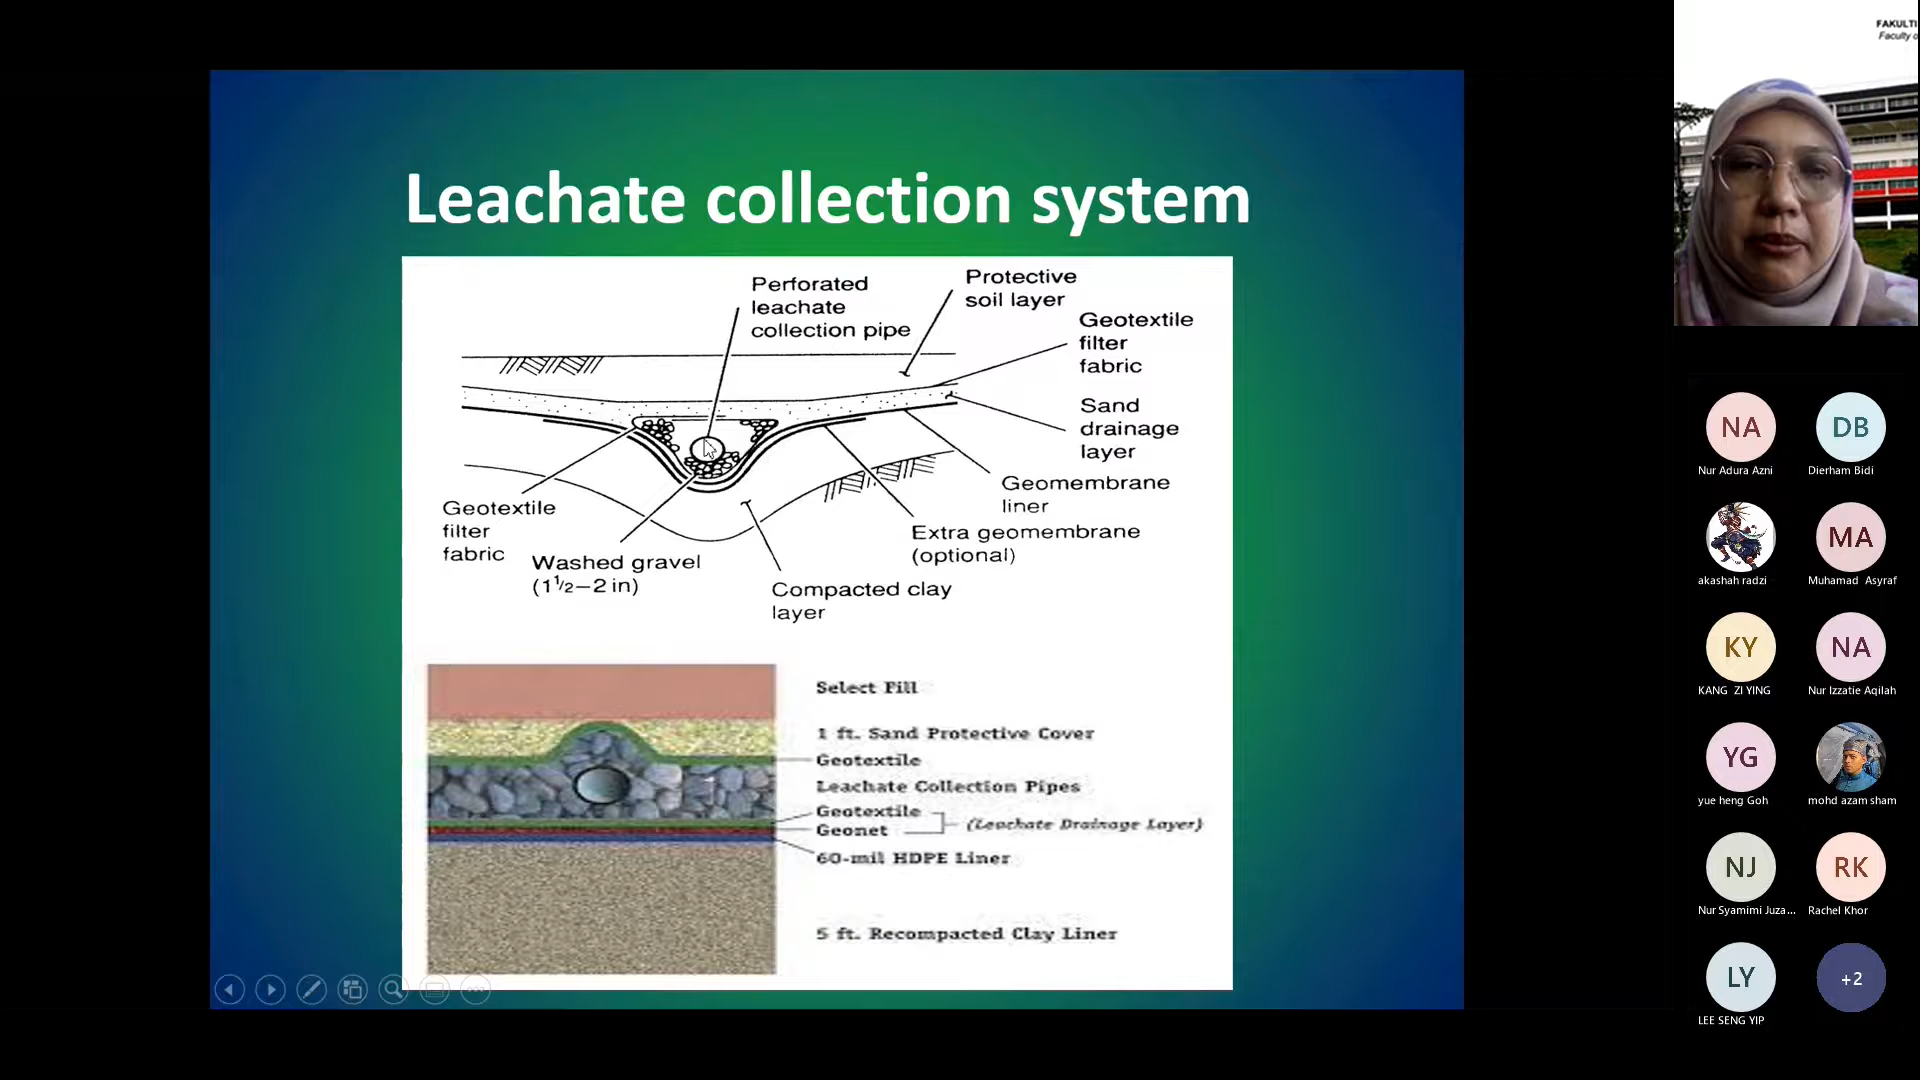 FAKULTI
Faculty o
Leachate collection system
Perforated
leachate
collection pipe
Protective
soil layer
Geotextile
filter
fabric
Sand
drainage
layer
Geomembrane
liner
Extra geomembrane
(optional)
Geotextile
filter
fabric
Washed gravel
(1 1/2–2 in)
Compacted clay
layer
Select Fill
1 ft. Sand Protective Cover
Geotextile
Leachate Collection Pipes
Geotextile
Geonet
(Leachate Drainage Layer)
60-mil HDPE Liner
5 ft. Recompacted Clay Liner
NA
Nur Adura Azni
DB
Dierham Bidi
akashah radzi
MA
Muhamad Asyraf
KY
KANG ZI YING
NA
Nur Izzatie Aqilah
YG
yue heng Goh
mohd azam sham
NJ
Nur Syamimi Juza...
RK
Rachel Khor
LY
LEE SENG YIP
+2